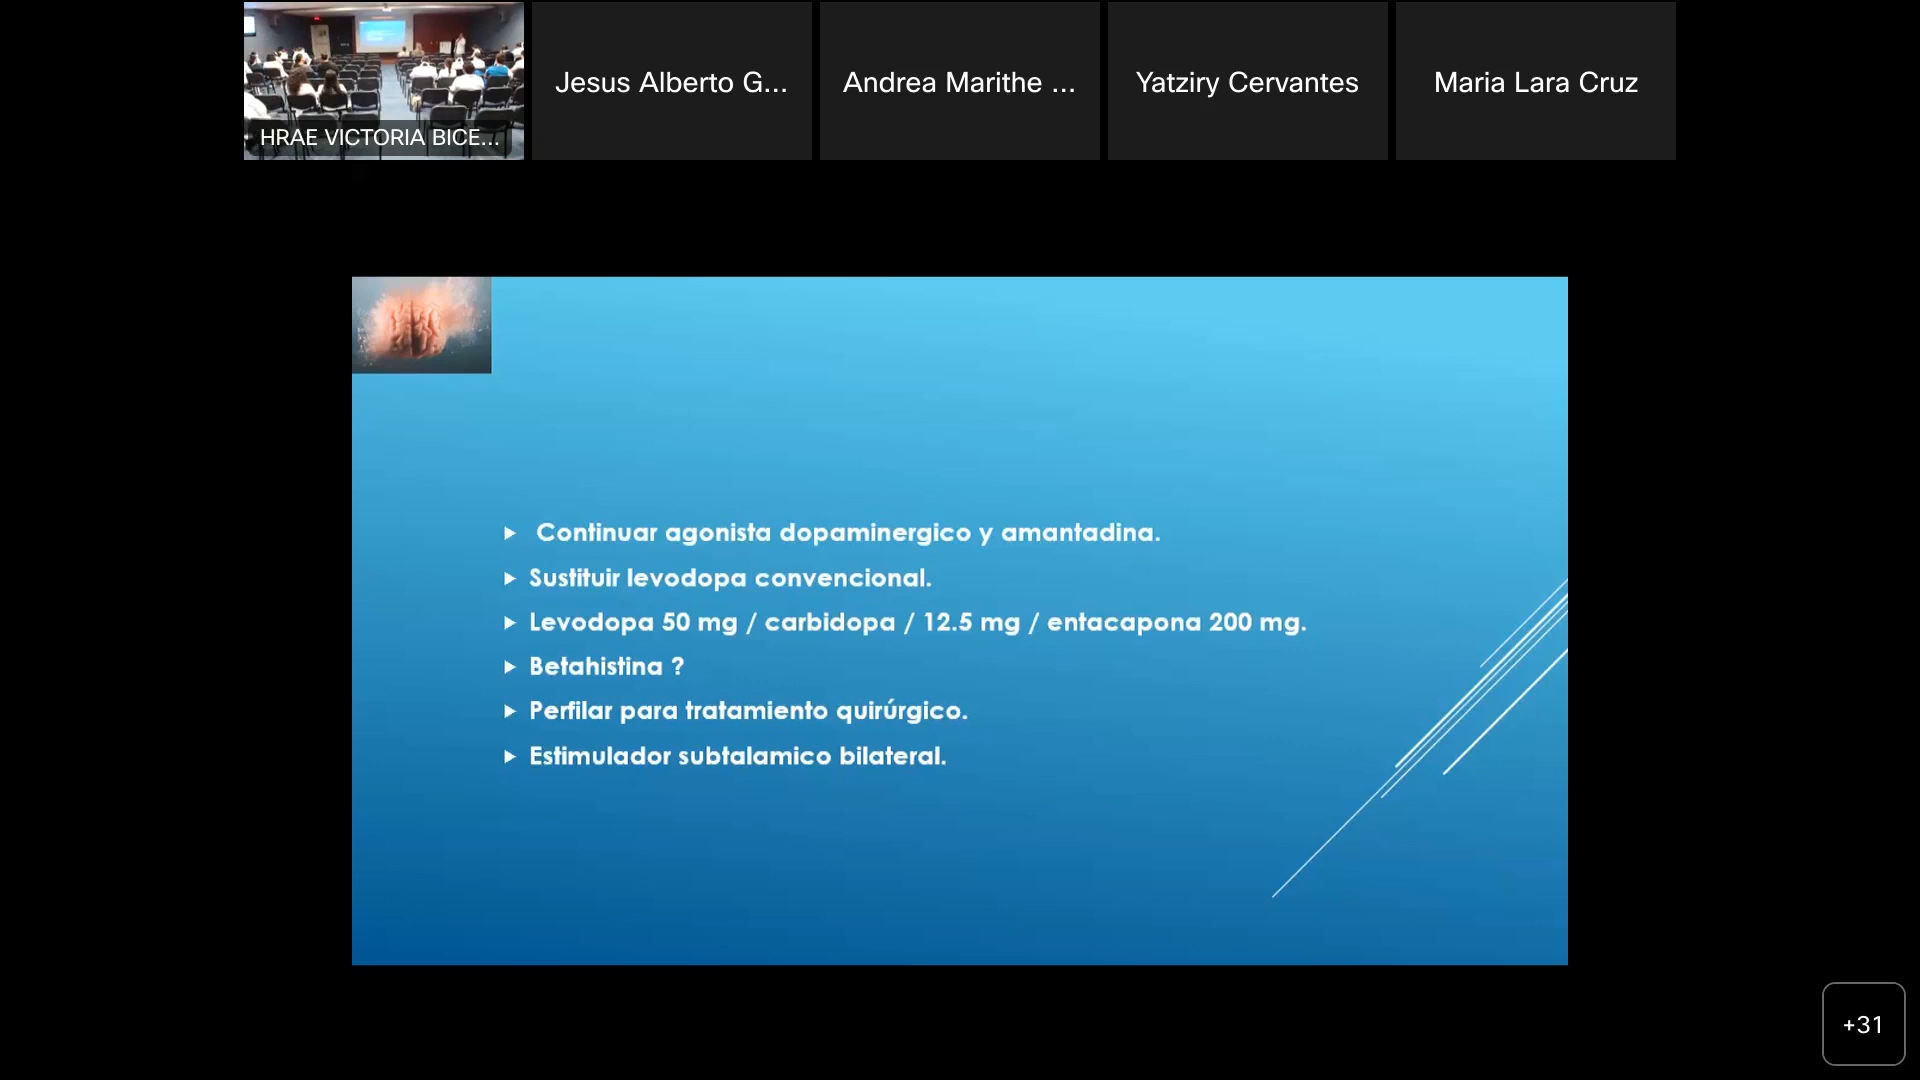 HRAE VICTORIA BICE...
Jesus Alberto G...
Andrea Marithe ...
Yatziry Cervantes
Maria Lara Cruz
Continuar agonista dopaminergico y amantadina.
Sustituir levodopa convencional.
Levodopa 50 mg / carbidopa / 12.5 mg / entacapona 200 mg.
Betahistina ?
Perfilar para tratamiento quirúrgico.
Estimulador subtalamico bilateral.
+31